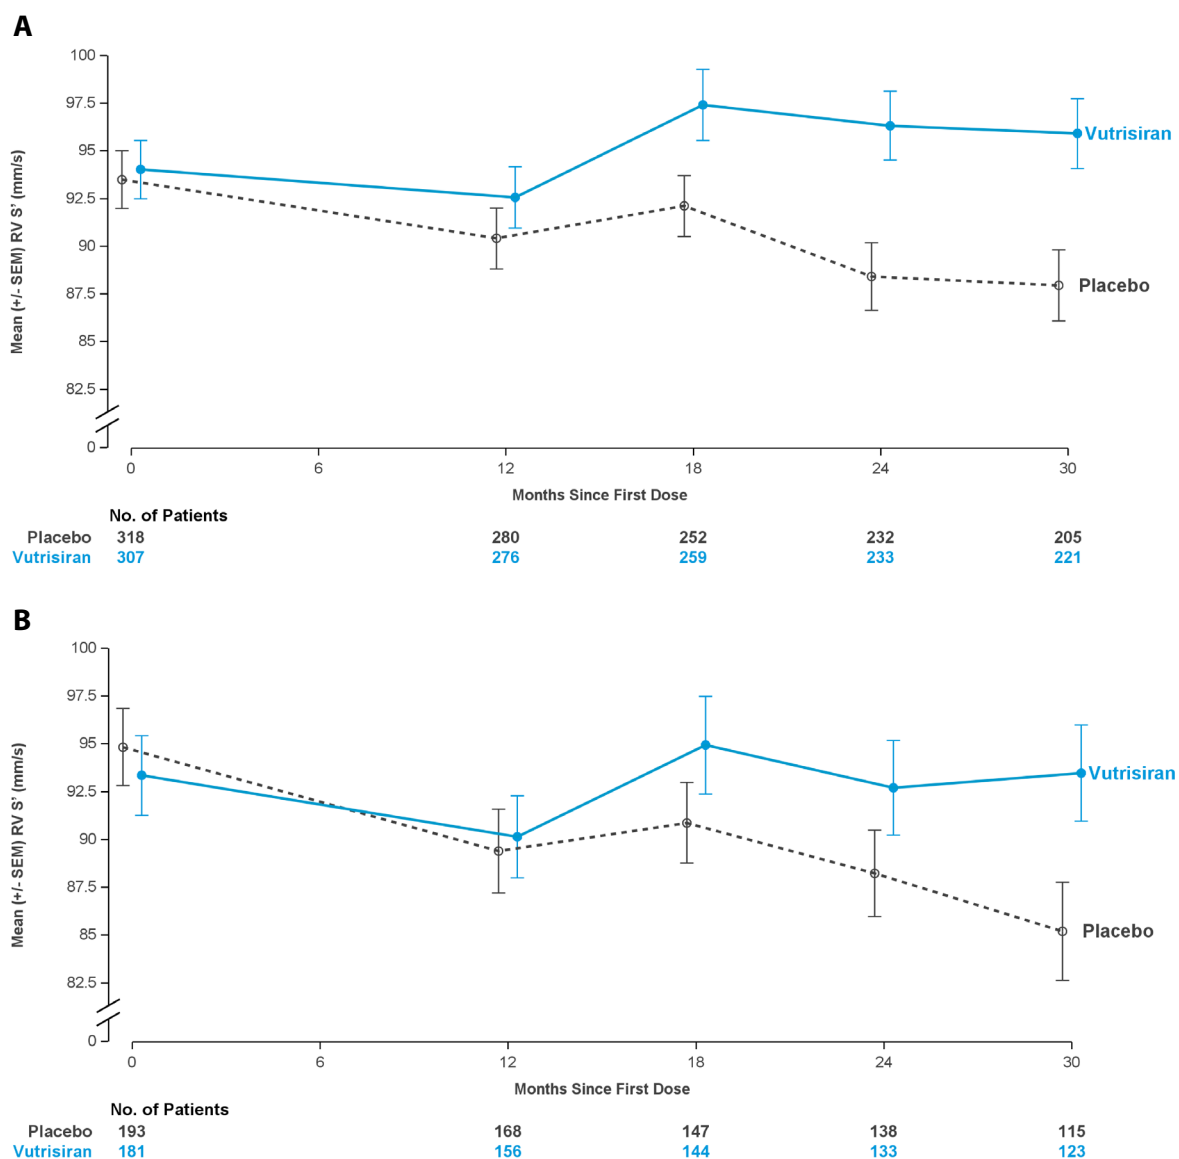 A
100
97.5
95
92.5
90
87.5
85
82.5
0
Mean (+/- SEM) RV S' (mm/s)
Vutrisiran
Placebo
0 6 12 18 24 30
Months Since First Dose
No. of Patients
Placebo 318 280 252 232 205
Vutrisiran 307 276 259 233 221
B
100
97.5
95
92.5
90
87.5
85
82.5
0
Mean (+/- SEM) RV S' (mm/s)
Vutrisiran
Placebo
0 6 12 18 24 30
Months Since First Dose
No. of Patients
Placebo 193 168 147 138 115
Vutrisiran 181 156 144 133 123